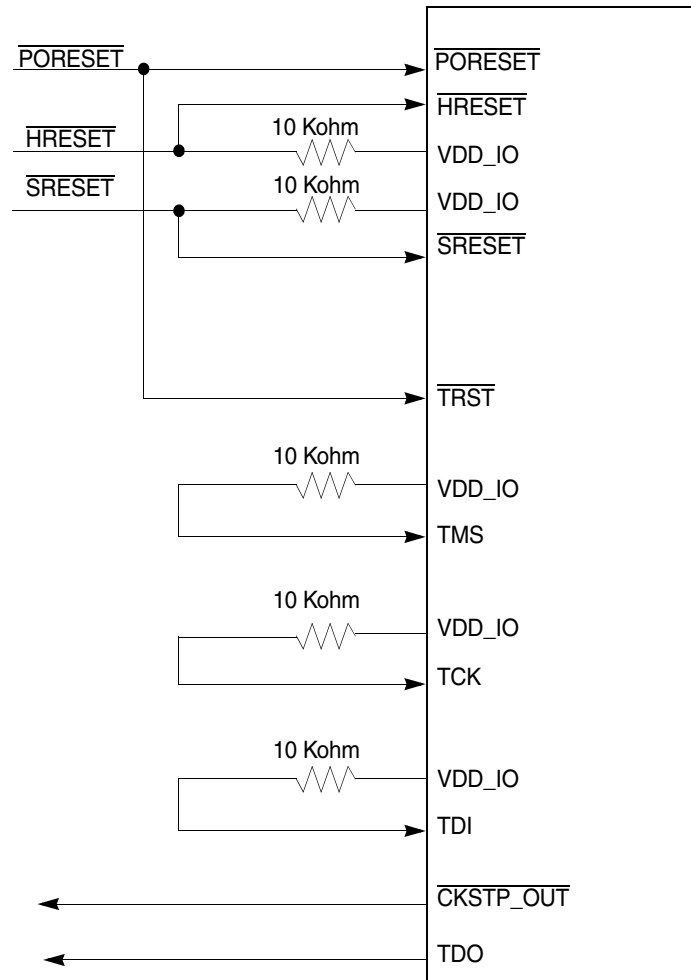 PORESET
PORESET
HRESET
10 Kohm
HRESET
VDD_IO
10 Kohm
SRESET
VDD_IO
SRESET
TRST
10 Kohm
VDD_IO
TMS
10 Kohm
VDD_IO
TCK
10 Kohm
VDD_IO
TDI
CKSTP_OUT
TDO